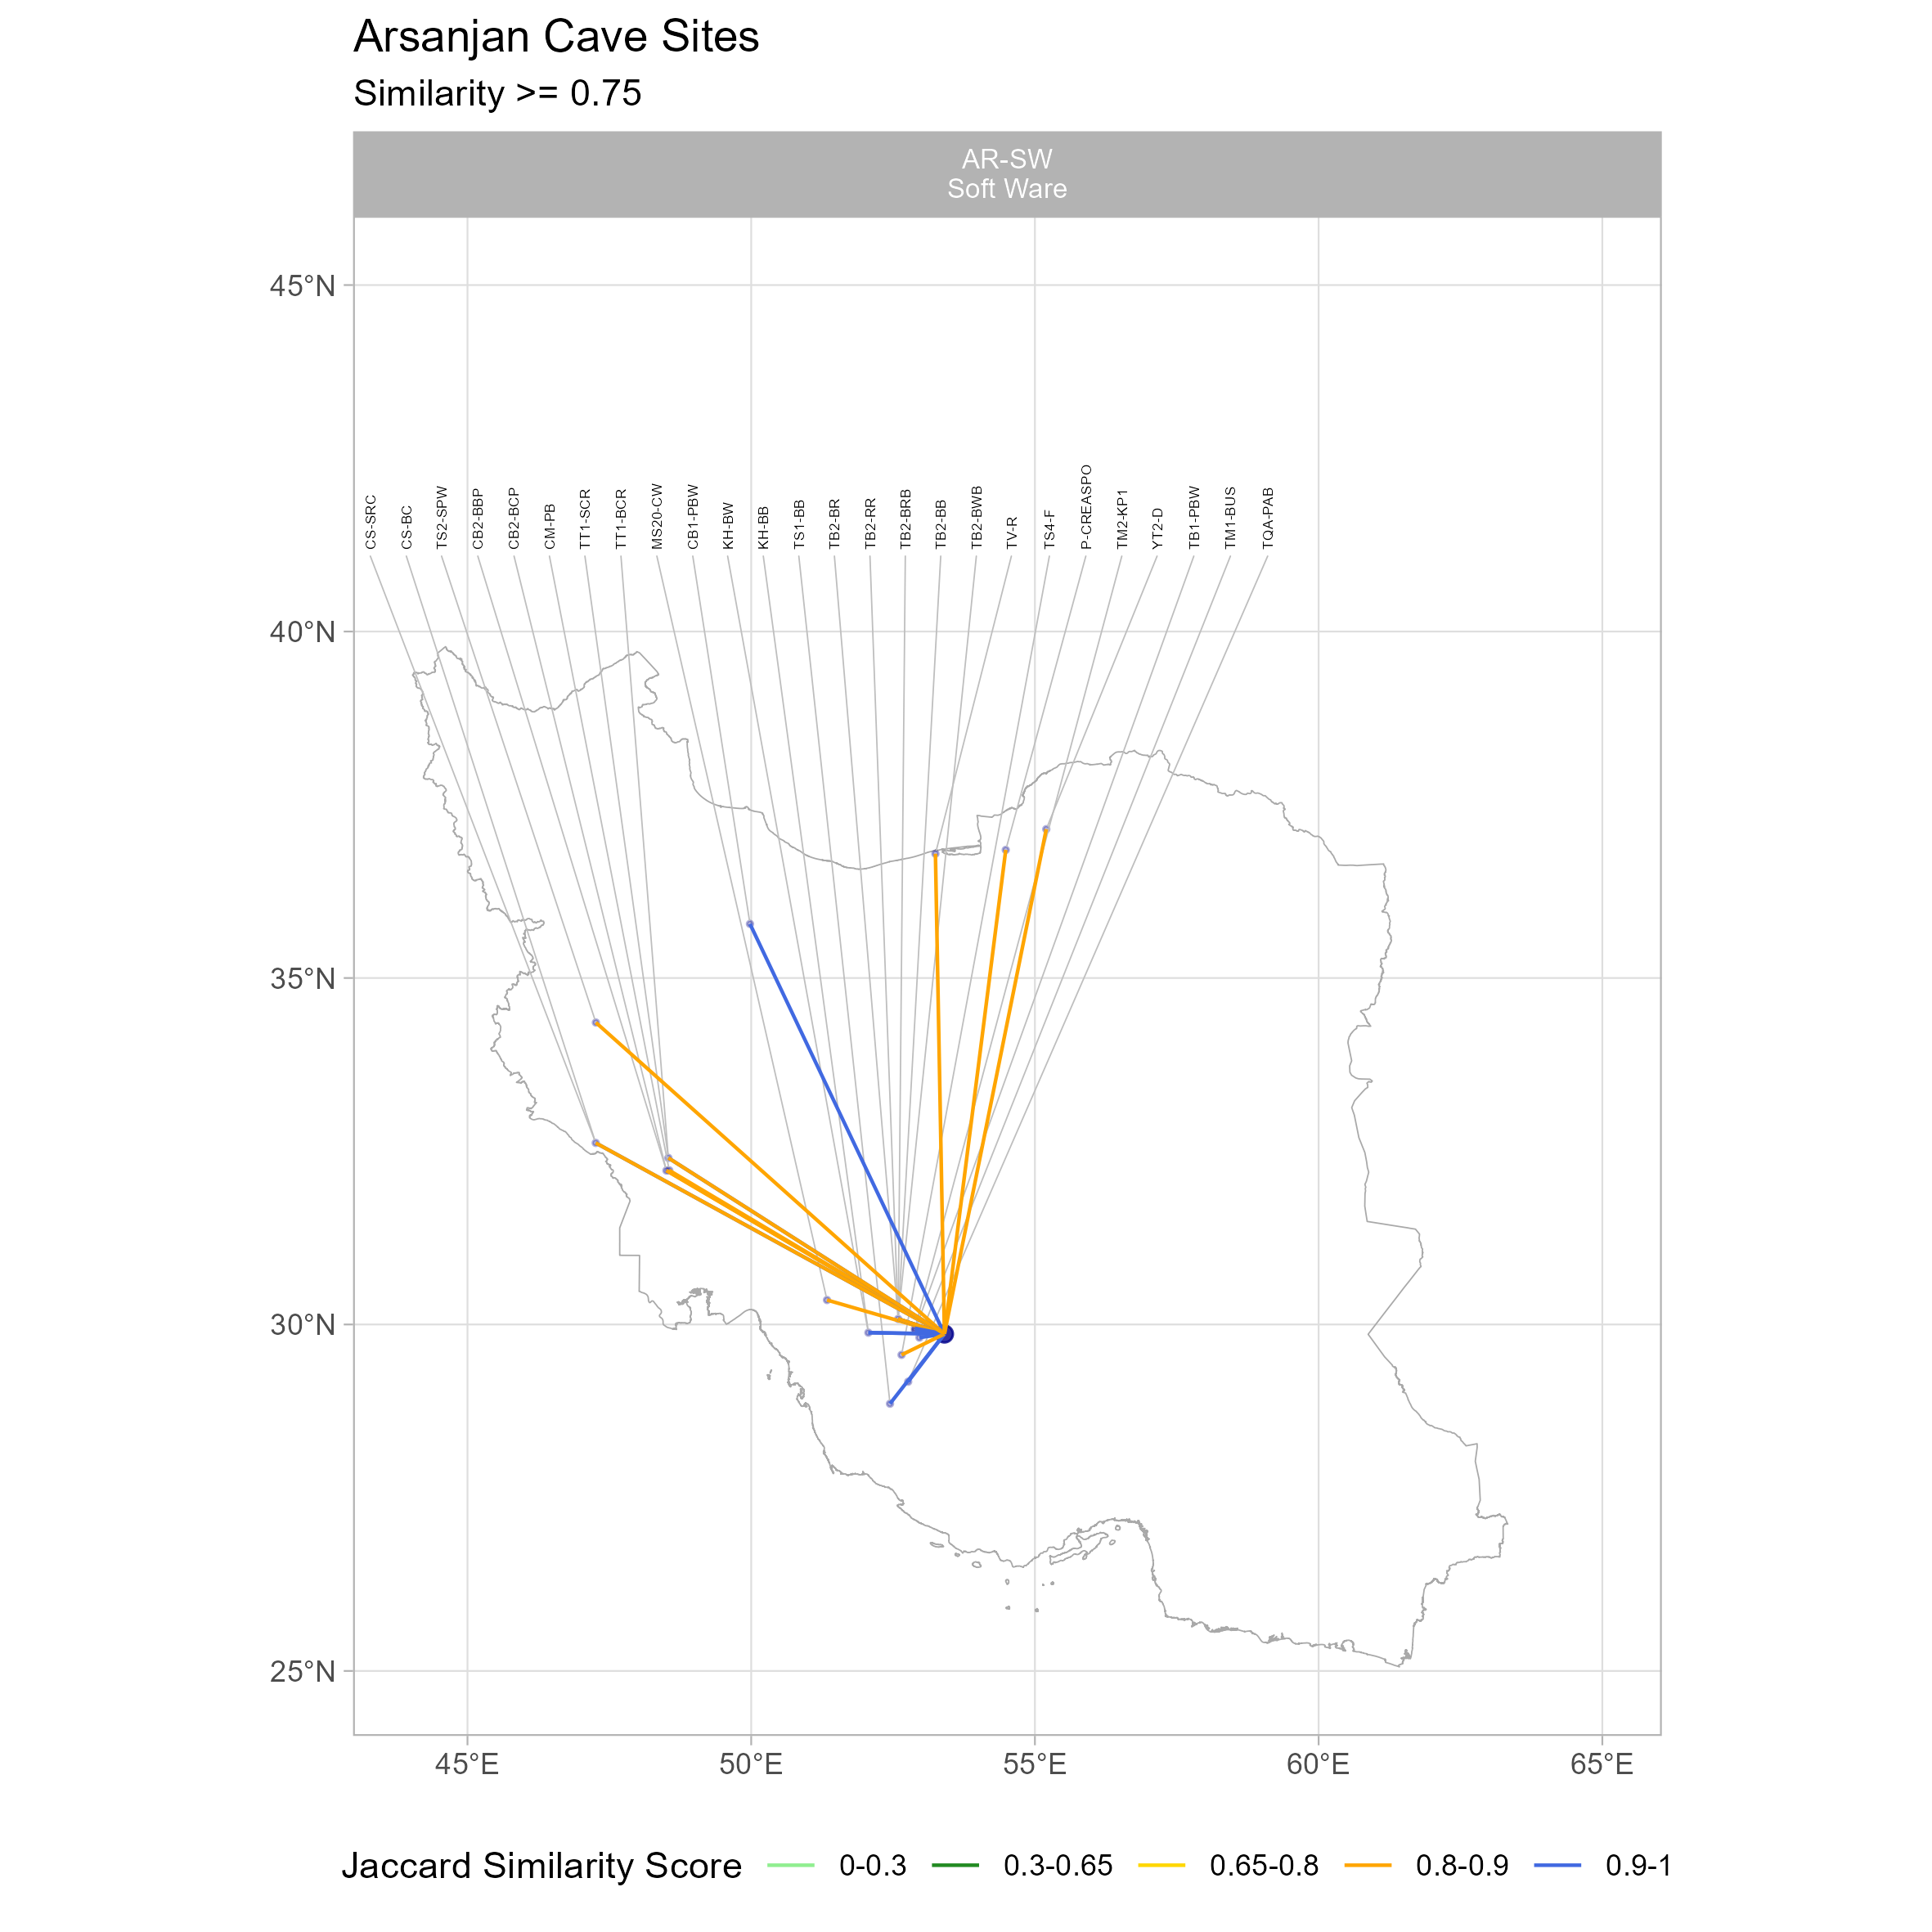 Arsanjan Cave Sites
Similarity >= 0.75
AR-SW
Soft Ware
45°N
40°N
35°N
30°N
25°N
CS-SRC
CS-BC
TS2-SPW
CB2-BBP
CB2-BCP
CM-PB
TT1-SCR
TT1-BCR
MS20-CW
CB1-PBW
KH-BW
KH-BB
TS1-BB
TB2-BR
TB2-RR
TB2-BRB
TB2-BB
TB2-BWB
TV-R
TS4-F
P-CREASPO
TM2-KP1
YT2-D
TB1-PBW
TM1-BUS
TQA-PAB
45°E
50°E
55°E
60°E
65°E
Jaccard Similarity Score 0-0.3 0.3-0.65 0.65-0.8 0.8-0.9 0.9-1